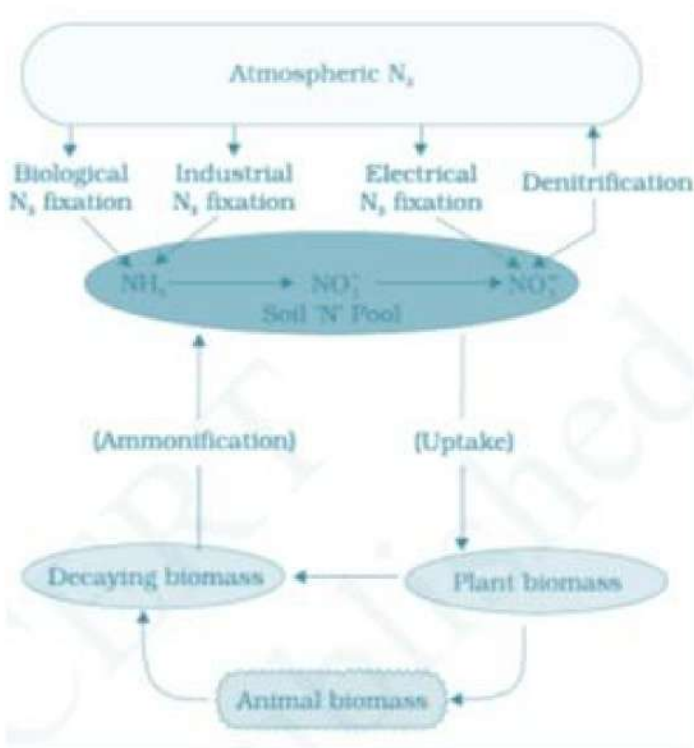 Atmospheric N₂
Biological
N₂ fixation
Industrial
N₂ fixation
Electrical
N₂ fixation
Denitrification
NH₃
NO₂⁻
NO₃⁻
Soil 'N' Pool
(Ammonification)
(Uptake)
Decaying biomass
Plant biomass
Animal biomass